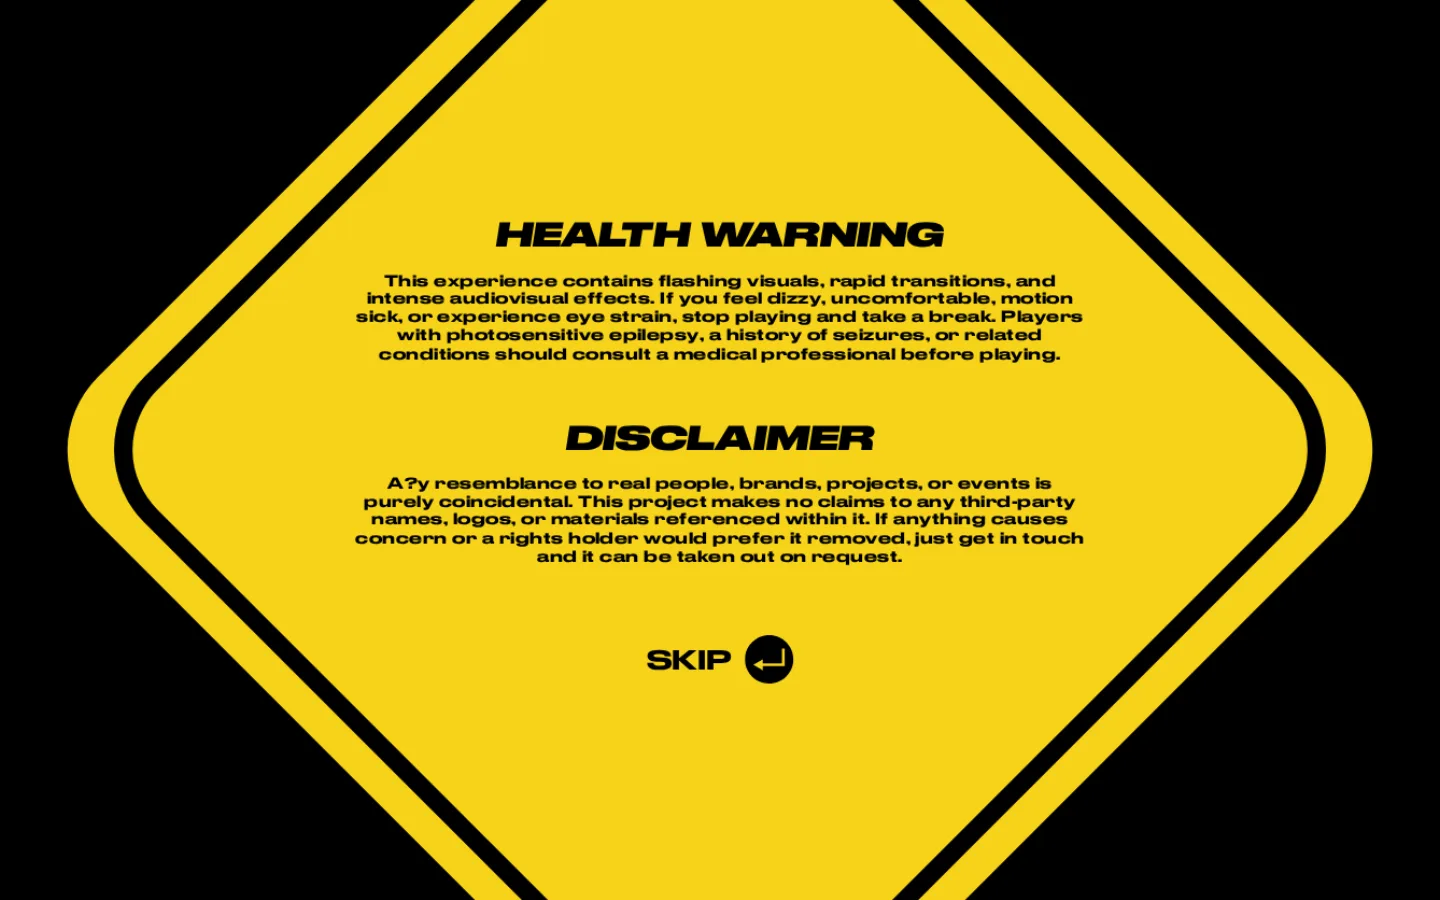 HEALTH WARNING
This experience contains flashing visuals, rapid transitions, and
intense audiovisual effects. If you feel dizzy, uncomfortable, motion
sick, or experience eye strain, stop playing and take a break. Players
with photosensitive epilepsy, a history of seizures, or related
conditions should consult a medical professional before playing.
DISCLAIMER
A?y resemblance to real people, brands, projects, or events is
purely coincidental. This project makes no claims to any third-party
names, logos, or materials referenced within it. If anything causes
concern or a rights holder would prefer it removed, just get in touch
and it can be taken out on request.
SKIP